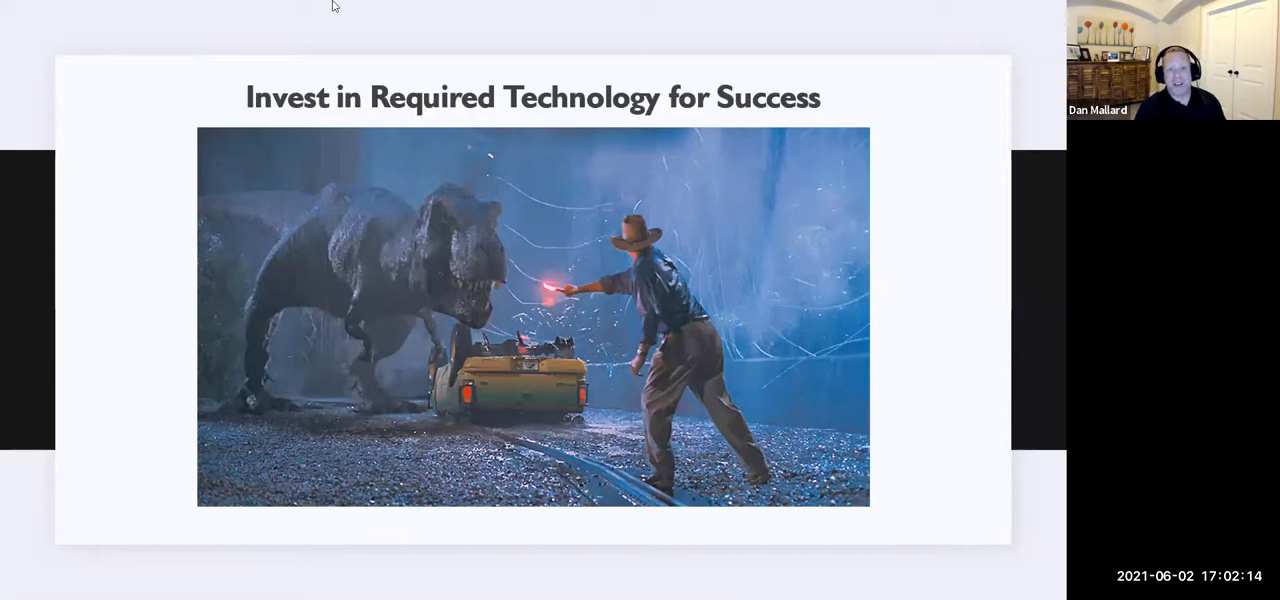 Invest in Required Technology for Success
Dan Mallard
2021-06-02 17:02:14